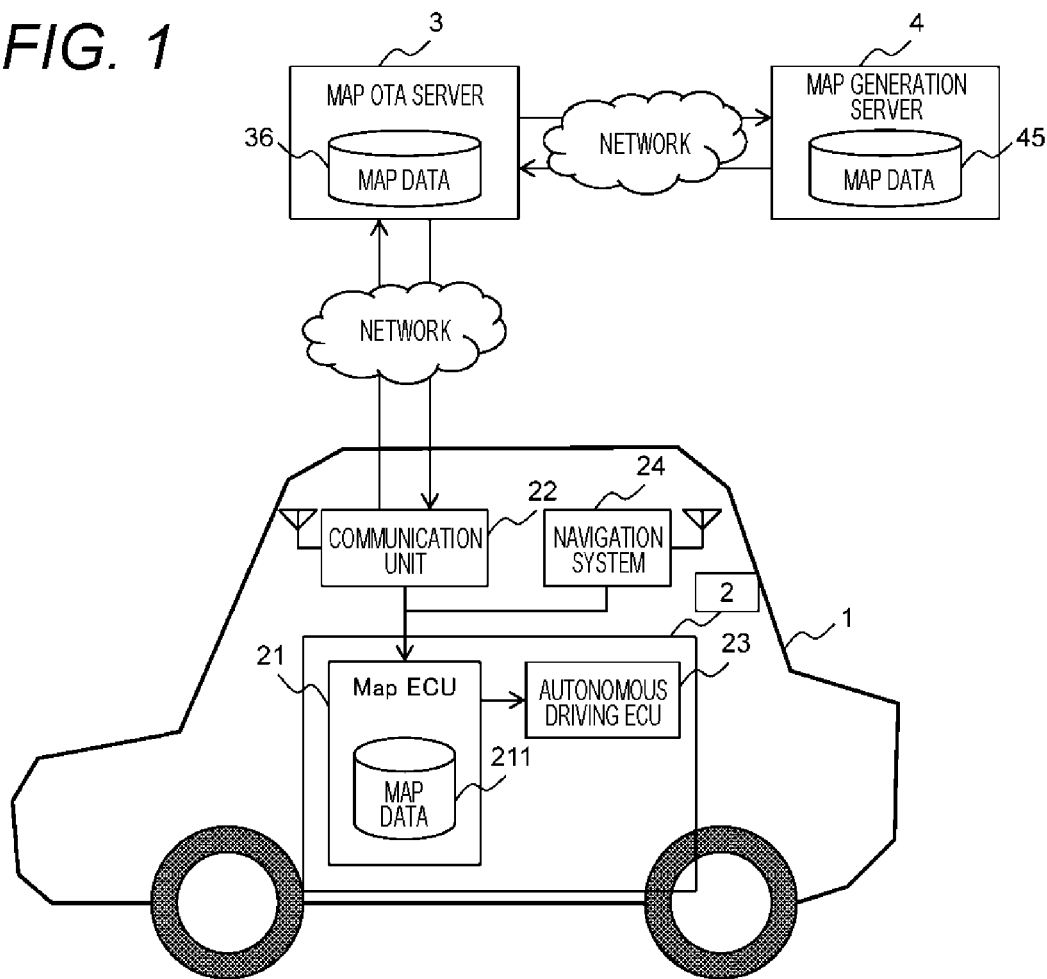 FIG. 1
3
4
MAP OTA SERVER
36
MAP DATA
NETWORK
MAP GENERATION
SERVER
45
MAP DATA
NETWORK
22
24
COMMUNICATION
UNIT
NAVIGATION
SYSTEM
2
1
21
Map ECU
23
AUTONOMOUS
DRIVING ECU
211
MAP
DATA